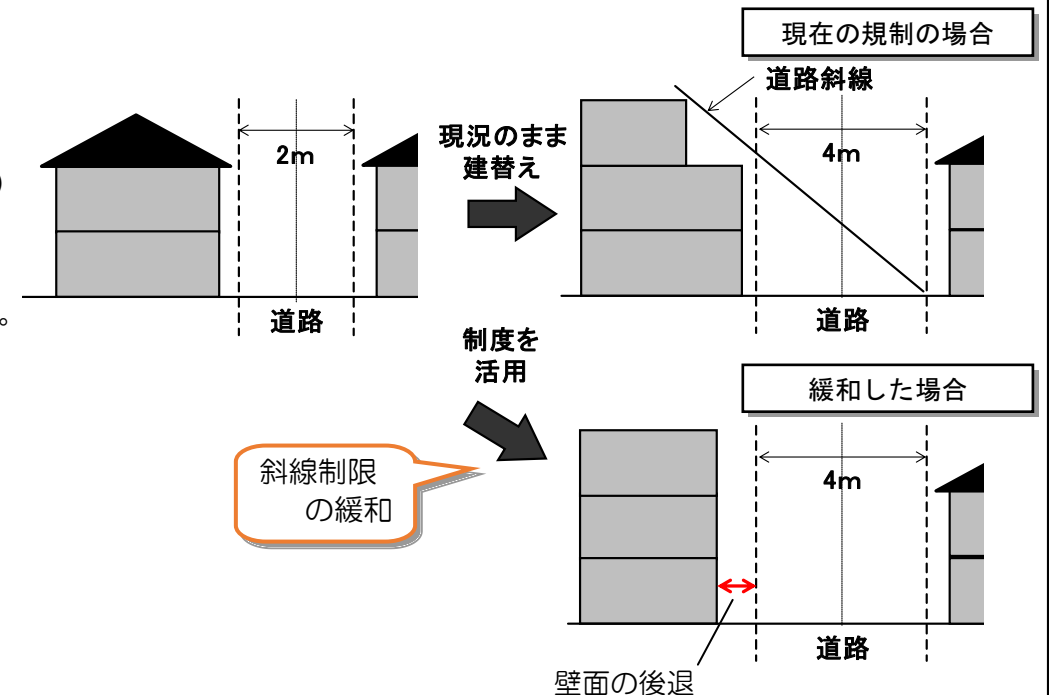 現在の規制の場合
道路斜線
2m
現況のまま
建替え
4m
)
。
道路
道路
制度を
活用
緩和した場合
斜線制限
の緩和
4m
道路
壁面の後退